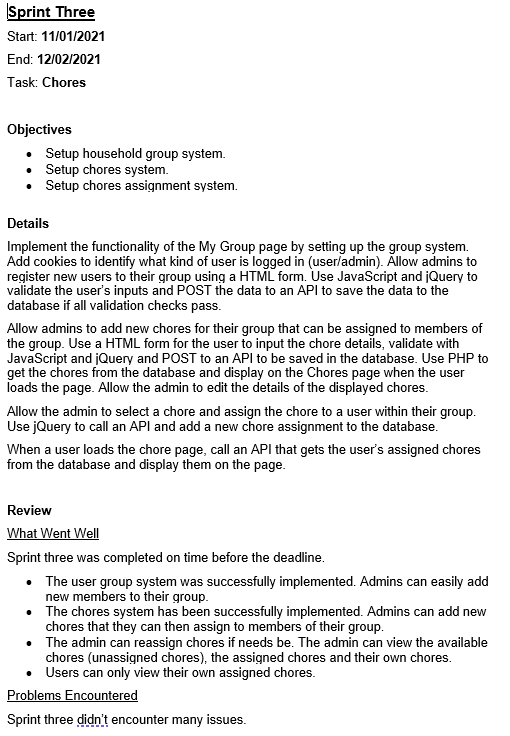 Sprint Three
Start: 11/01/2021
End: 12/02/2021
Task: Chores
Objectives
• Setup household group system.
• Setup chores system.
• Setup chores assignment system.
Details
Implement the functionality of the My Group page by setting up the group system.
Add cookies to identify what kind of user is logged in (user/admin). Allow admins to
register new users to their group using a HTML form. Use JavaScript and jQuery to
validate the user's inputs and POST the data to an API to save the data to the
database if all validation checks pass.
Allow admins to add new chores for their group that can be assigned to members of
the group. Use a HTML form for the user to input the chore details, validate with
JavaScript and jQuery and POST to an API to be saved in the database. Use PHP to
get the chores from the database and display on the Chores page when the user
loads the page. Allow the admin to edit the details of the displayed chores.
Allow the admin to select a chore and assign the chore to a user within their group.
Use jQuery to call an API and add a new chore assignment to the database.
When a user loads the chore page, call an API that gets the user's assigned chores
from the database and display them on the page.
Review
What Went Well
Sprint three was completed on time before the deadline.
• The user group system was successfully implemented. Admins can easily add
new members to their group.
• The chores system has been successfully implemented. Admins can add new
chores that they can then assign to members of their group.
• The admin can reassign chores if needs be. The admin can view the available
chores (unassigned chores), the assigned chores and their own chores.
• Users can only view their own assigned chores.
Problems Encountered
Sprint three didn't encounter many issues.